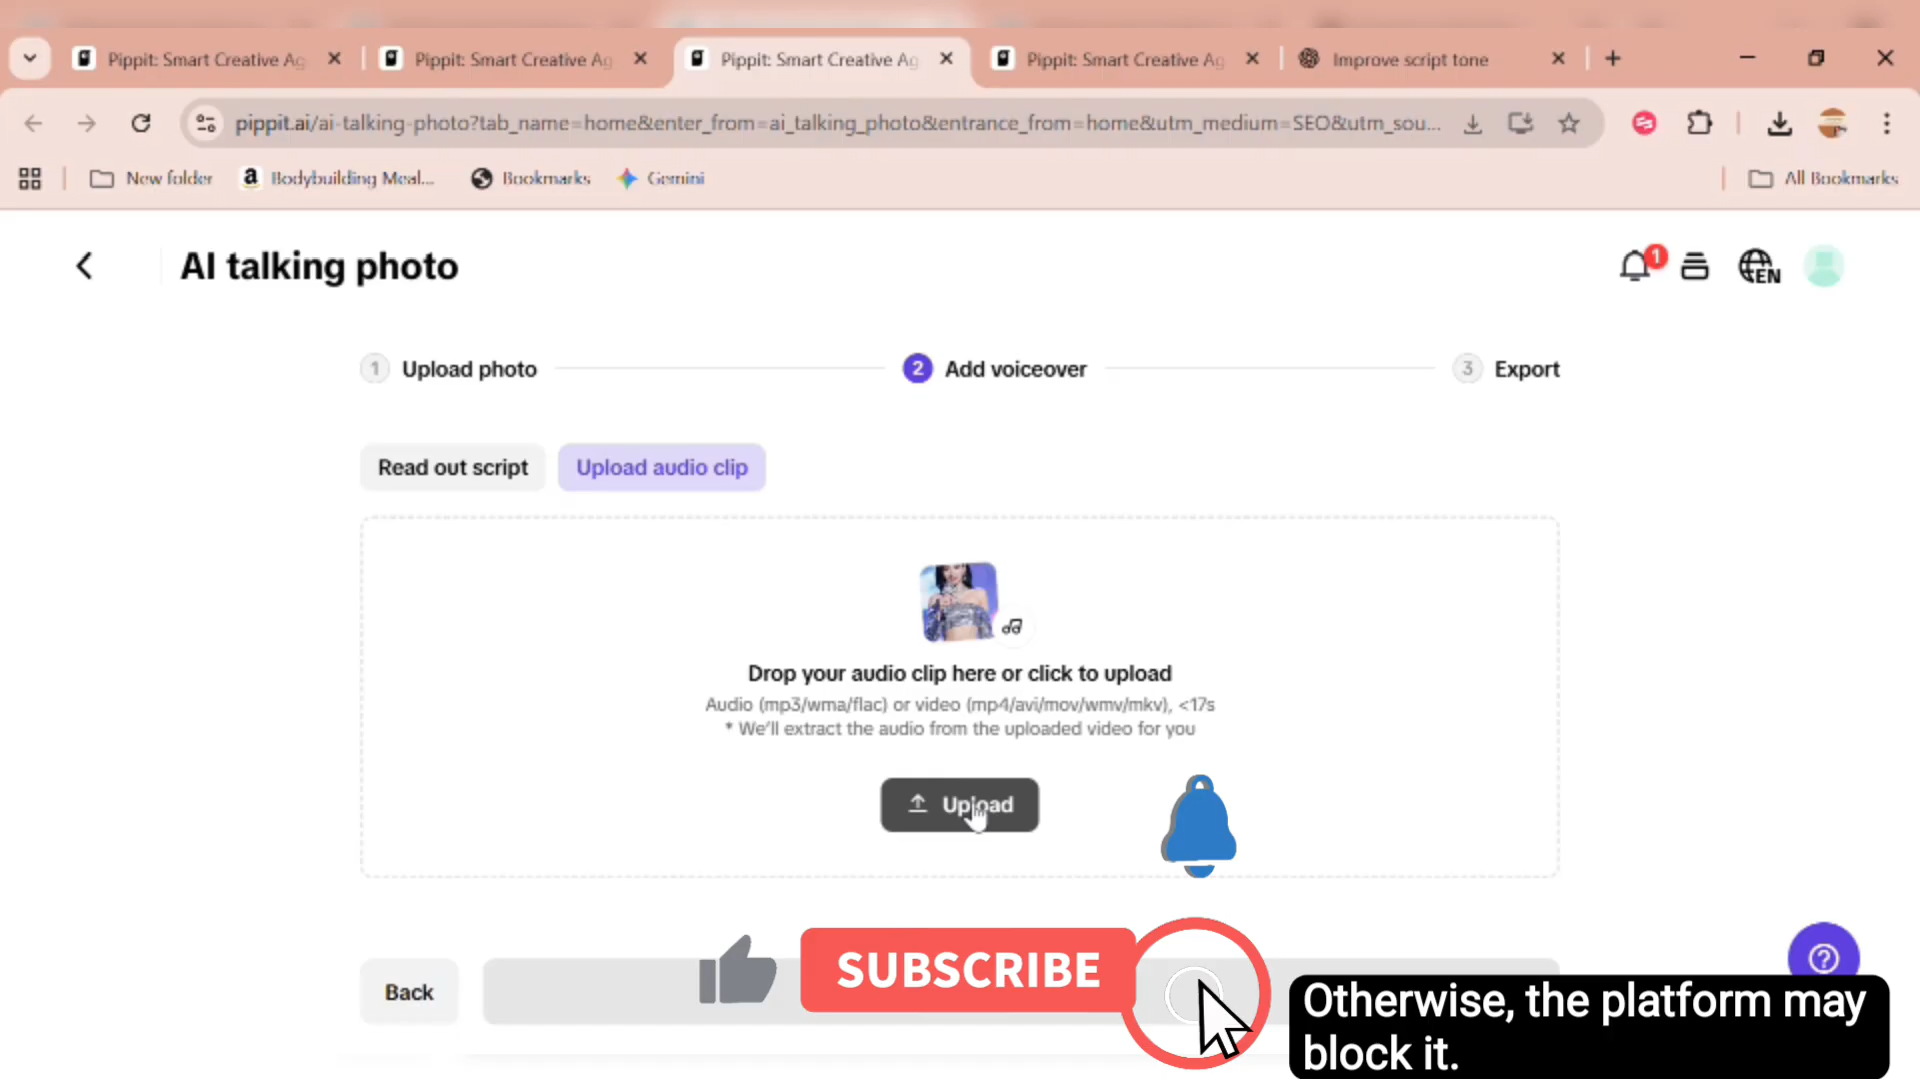 Pippit: Smart Creative Ag
Pippit: Smart Creative Ag
Pippit: Smart Creative Ag
Pippit: Smart Creative Ag
Improve script tone
pippit.ai/ai-talking-photo?tab_name=home&enter_from=ai_talking_photo&entrance_from=home&utm_medium=SEO&utm_sou...
New folder
Bodybuilding Meal...
Bookmarks
Gemini
All Bookmarks
AI talking photo
1
EN
1 Upload photo
2 Add voiceover
3 Export
Read out script
Upload audio clip
Drop your audio clip here or click to upload
Audio (mp3/wma/flac) or video (mp4/avi/mov/wmv/mkv), <17s
* We'll extract the audio from the uploaded video for you
Upload
Back
SUBSCRIBE
Otherwise, the platform may
block it.